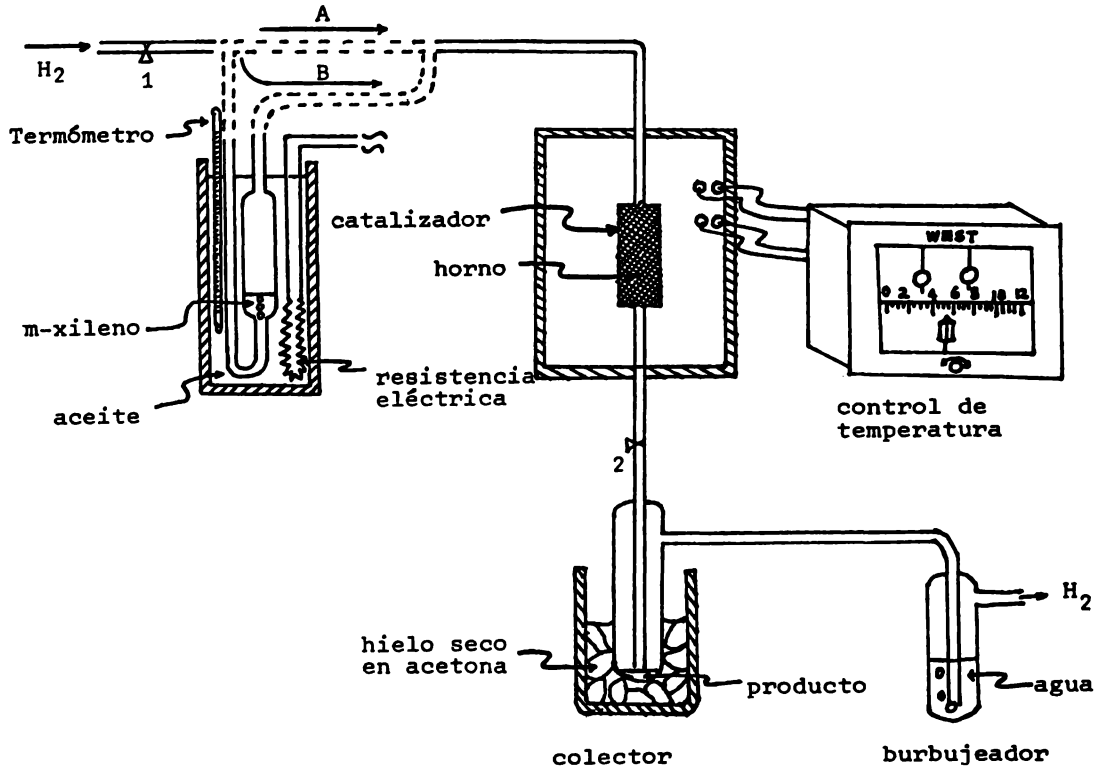 A
H2
1
B
Termómetro
catalizador
horno
WEST
0 2 4 6 8 10 12
m-xileno
resistencia
eléctrica
aceite
control de
temperatura
2
H2
hielo seco
en acetona
producto
agua
colector
burbujeador